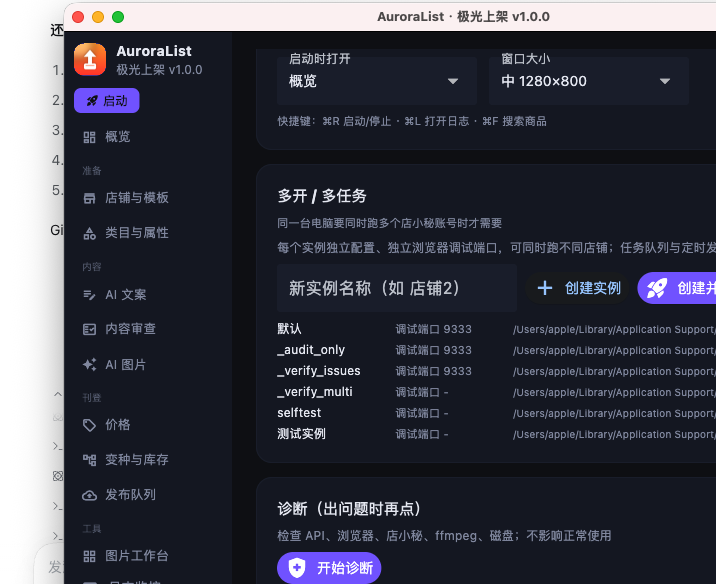 AuroraList · 极光上架 v1.0.0
还
1.
2.
3.
4.
5.
Gi
发
AuroraList
极光上架 v1.0.0
启动
概览
准备
店铺与模板
类目与属性
内容
AI 文案
内容审查
AI 图片
刊登
价格
变种与库存
发布队列
工具
图片工作台
启动时打开
概览
窗口大小
中 1280×800
快捷键：⌘R 启动/停止 · ⌘L 打开日志 · ⌘F 搜索商品
多开 / 多任务
同一台电脑要同时跑多个店小秘账号时才需要
每个实例独立配置、独立浏览器调试端口，可同时跑不同店铺；任务队列与定时发
新实例名称（如 店铺2）
创建实例
创建并
默认 调试端口 9333 /Users/apple/Library/Application Support/
_audit_only 调试端口 9333 /Users/apple/Library/Application Support/
_verify_issues 调试端口 9333 /Users/apple/Library/Application Support/
_verify_multi 调试端口 - /Users/apple/Library/Application Support/
selftest 调试端口 - /Users/apple/Library/Application Support/
测试实例 调试端口 - /Users/apple/Library/Application Support/
诊断（出问题时再点）
检查 API、浏览器、店小秘、ffmpeg、磁盘；不影响正常使用
开始诊断